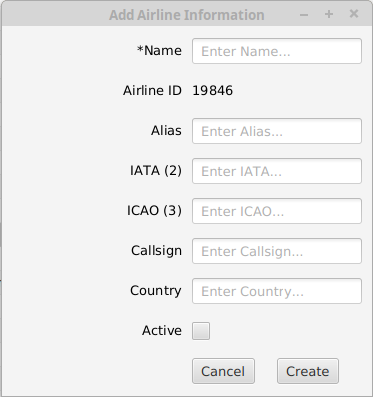 Add Airline Information
*Name Enter Name...
Airline ID 19846
Alias Enter Alias...
IATA (2) Enter IATA...
ICAO (3) Enter ICAO...
Callsign Enter Callsign...
Country Enter Country...
Active
Cancel Create